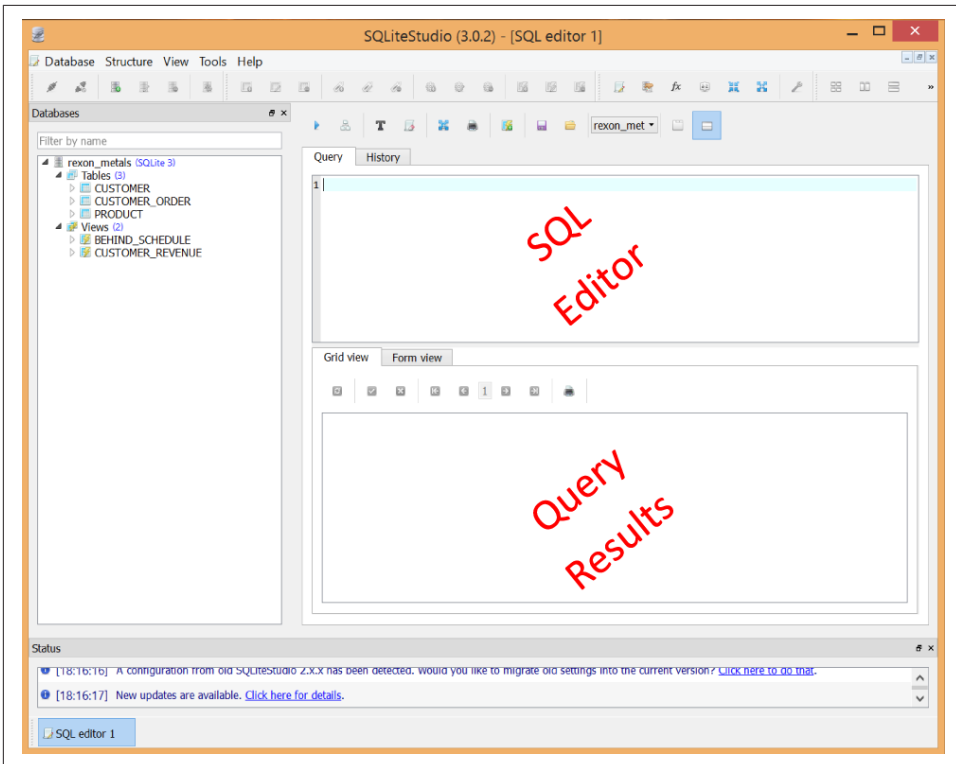 SQLiteStudio (3.0.2) - [SQL editor 1]
Database Structure View Tools Help
Databases
Filter by name
rexon_metals (SQLite 3)
Tables (3)
CUSTOMER
CUSTOMER_ORDER
PRODUCT
Views (2)
BEHIND_SCHEDULE
CUSTOMER_REVENUE
rexon_met
Query History
1
SQL
Editor
Grid view Form view
1
Query
Results
Status
[18:16:16] A configuration from old SQLiteStudio 2.x.x has been detected. Would you like to migrate old settings into the current version? Click here to do that.
[18:16:17] New updates are available. Click here for details.
SQL editor 1